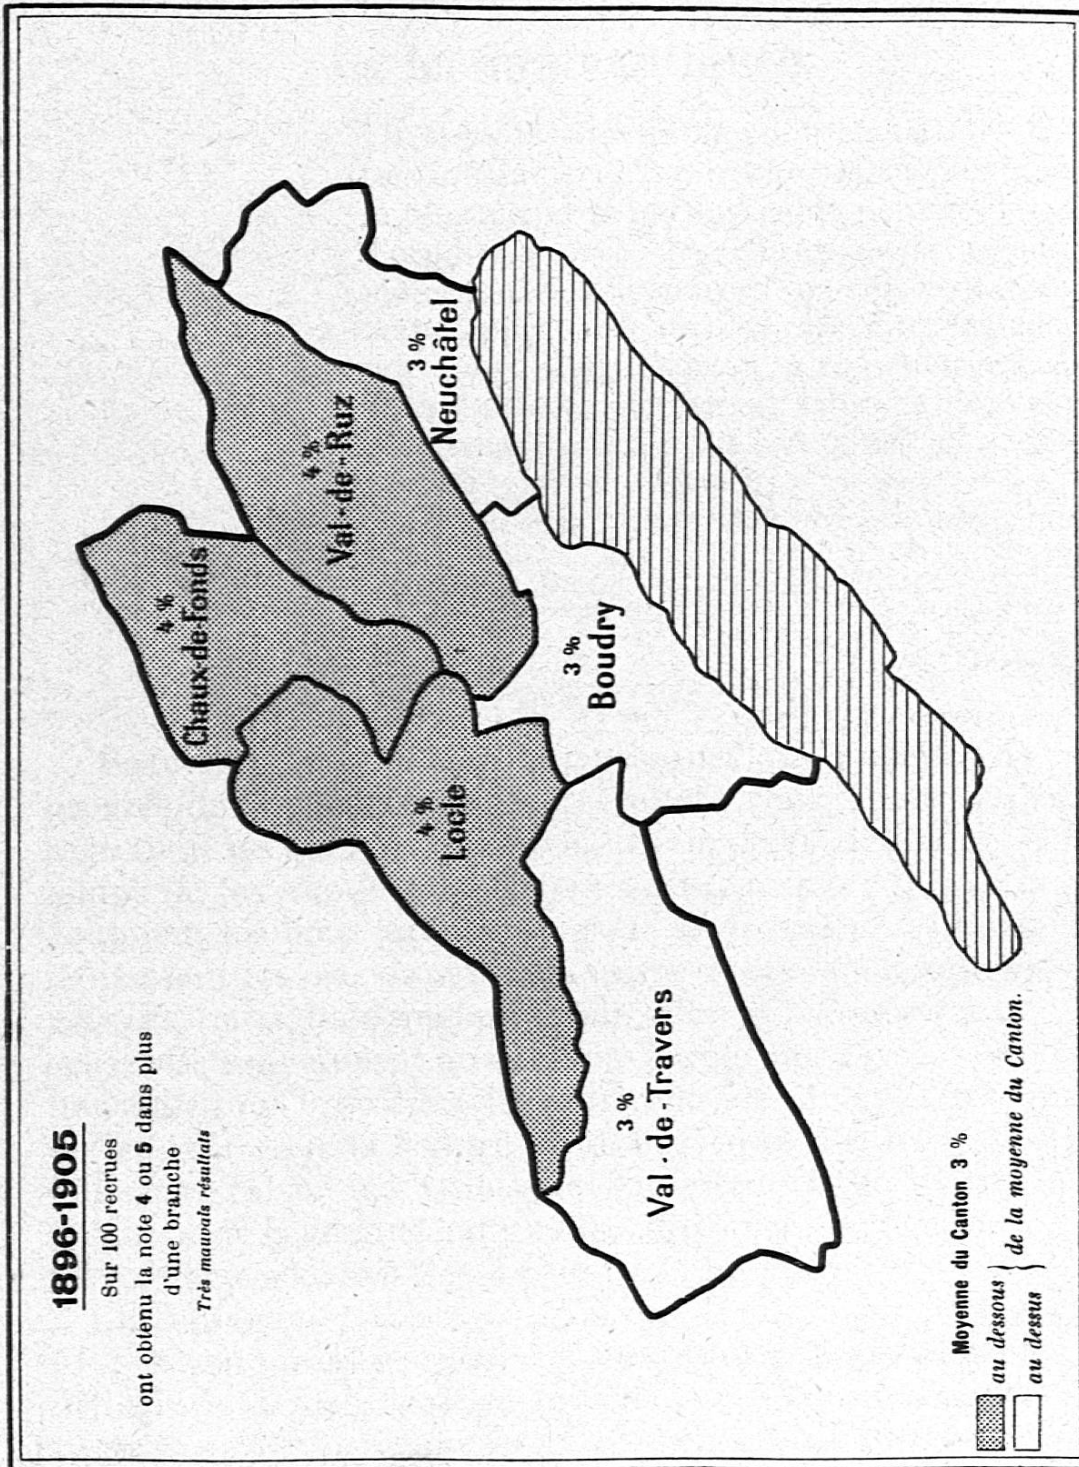 1896-1905
Sur 100 recrues
ont obtenu la note 4 ou 5 dans plus
d'une branche
Très mauvais résultats
4 %
Chaux-de-Fonds
4 %
Val-de-Ruz
3 %
Neuchâtel
4 %
Locle
3 %
Boudry
3 %
Val-de-Travers
Moyenne du Canton 3 %
au dessous
au dessus
de la moyenne du Canton.